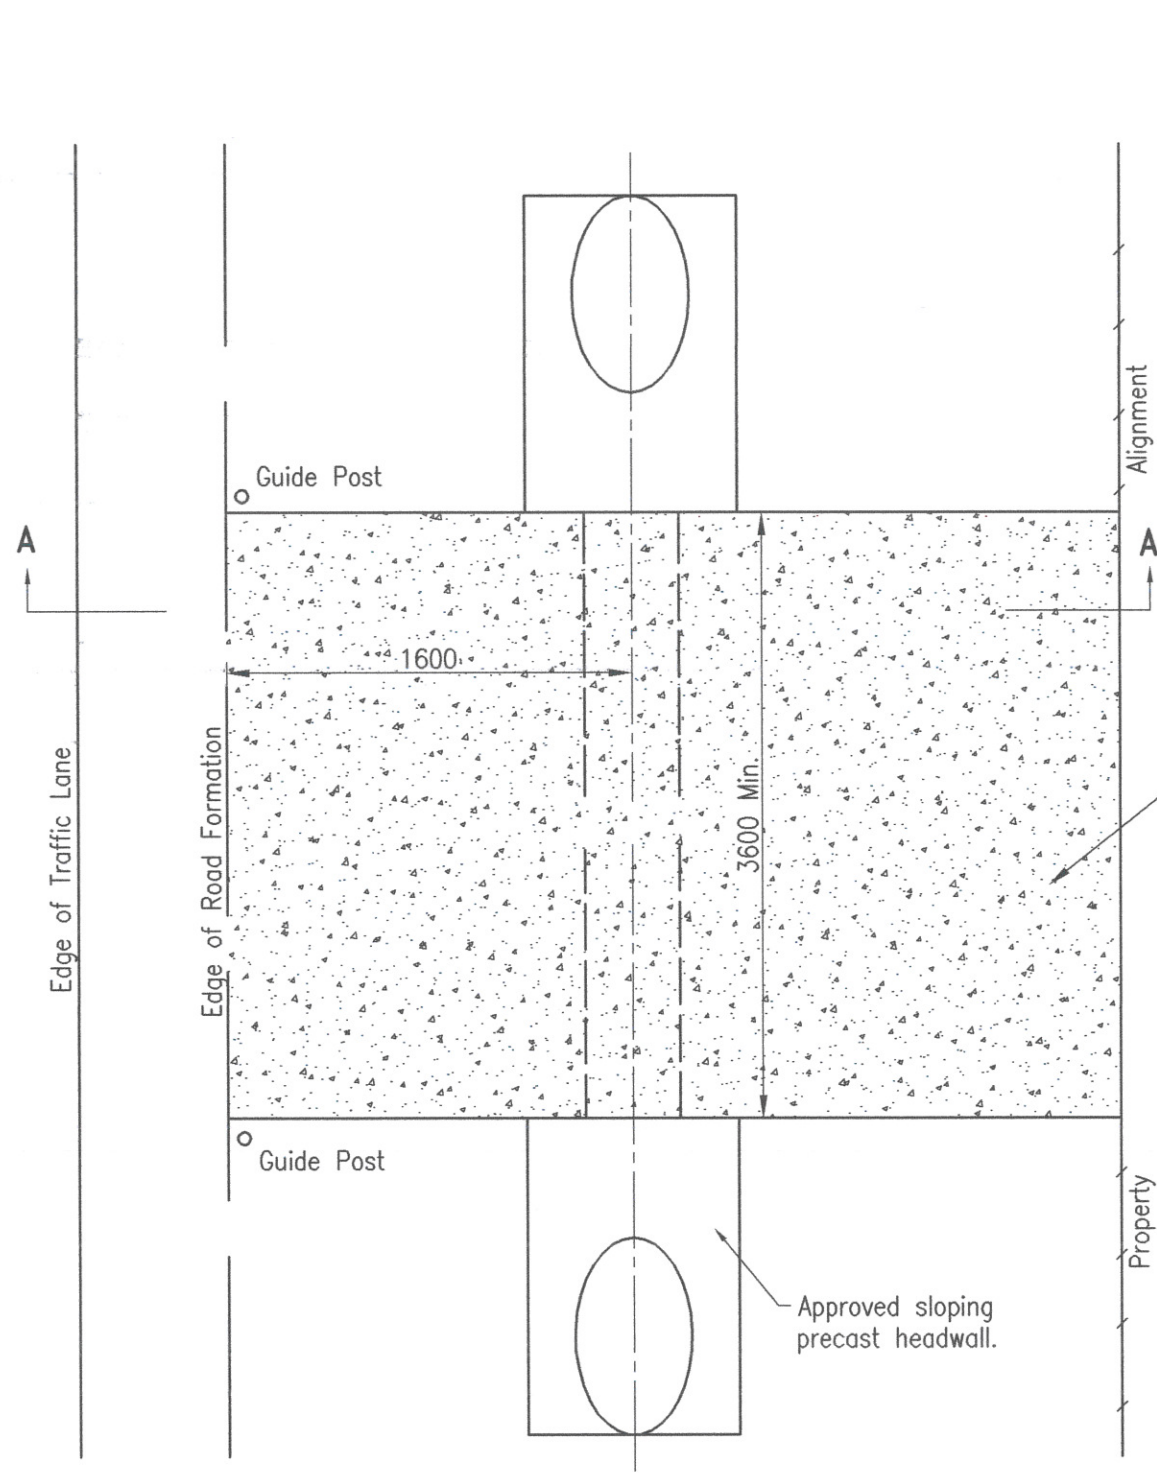 Alignment
Guide Post
A
A
1600
Edge of Traffic Lane
Edge of Road Formation
3600 Min.
Guide Post
Property
Approved sloping
precast headwall.